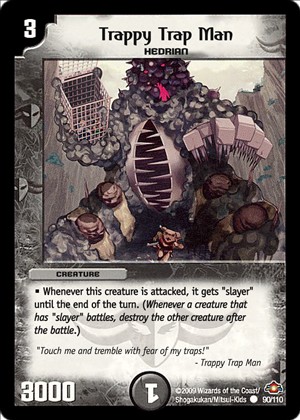 3
Trappy Trap Man
HEDRIAN
CREATURE
▪ Whenever this creature is attacked, it gets "slayer"
until the end of the turn. (Whenever a creature that
has "slayer" battles, destroy the other creature after
the battle.)
"Touch me and tremble with fear of my traps!"
- Trappy Trap Man
3000
1
©2009 Wizards of the Coast/
Shogakukan/Mitsui-Kids
90/110